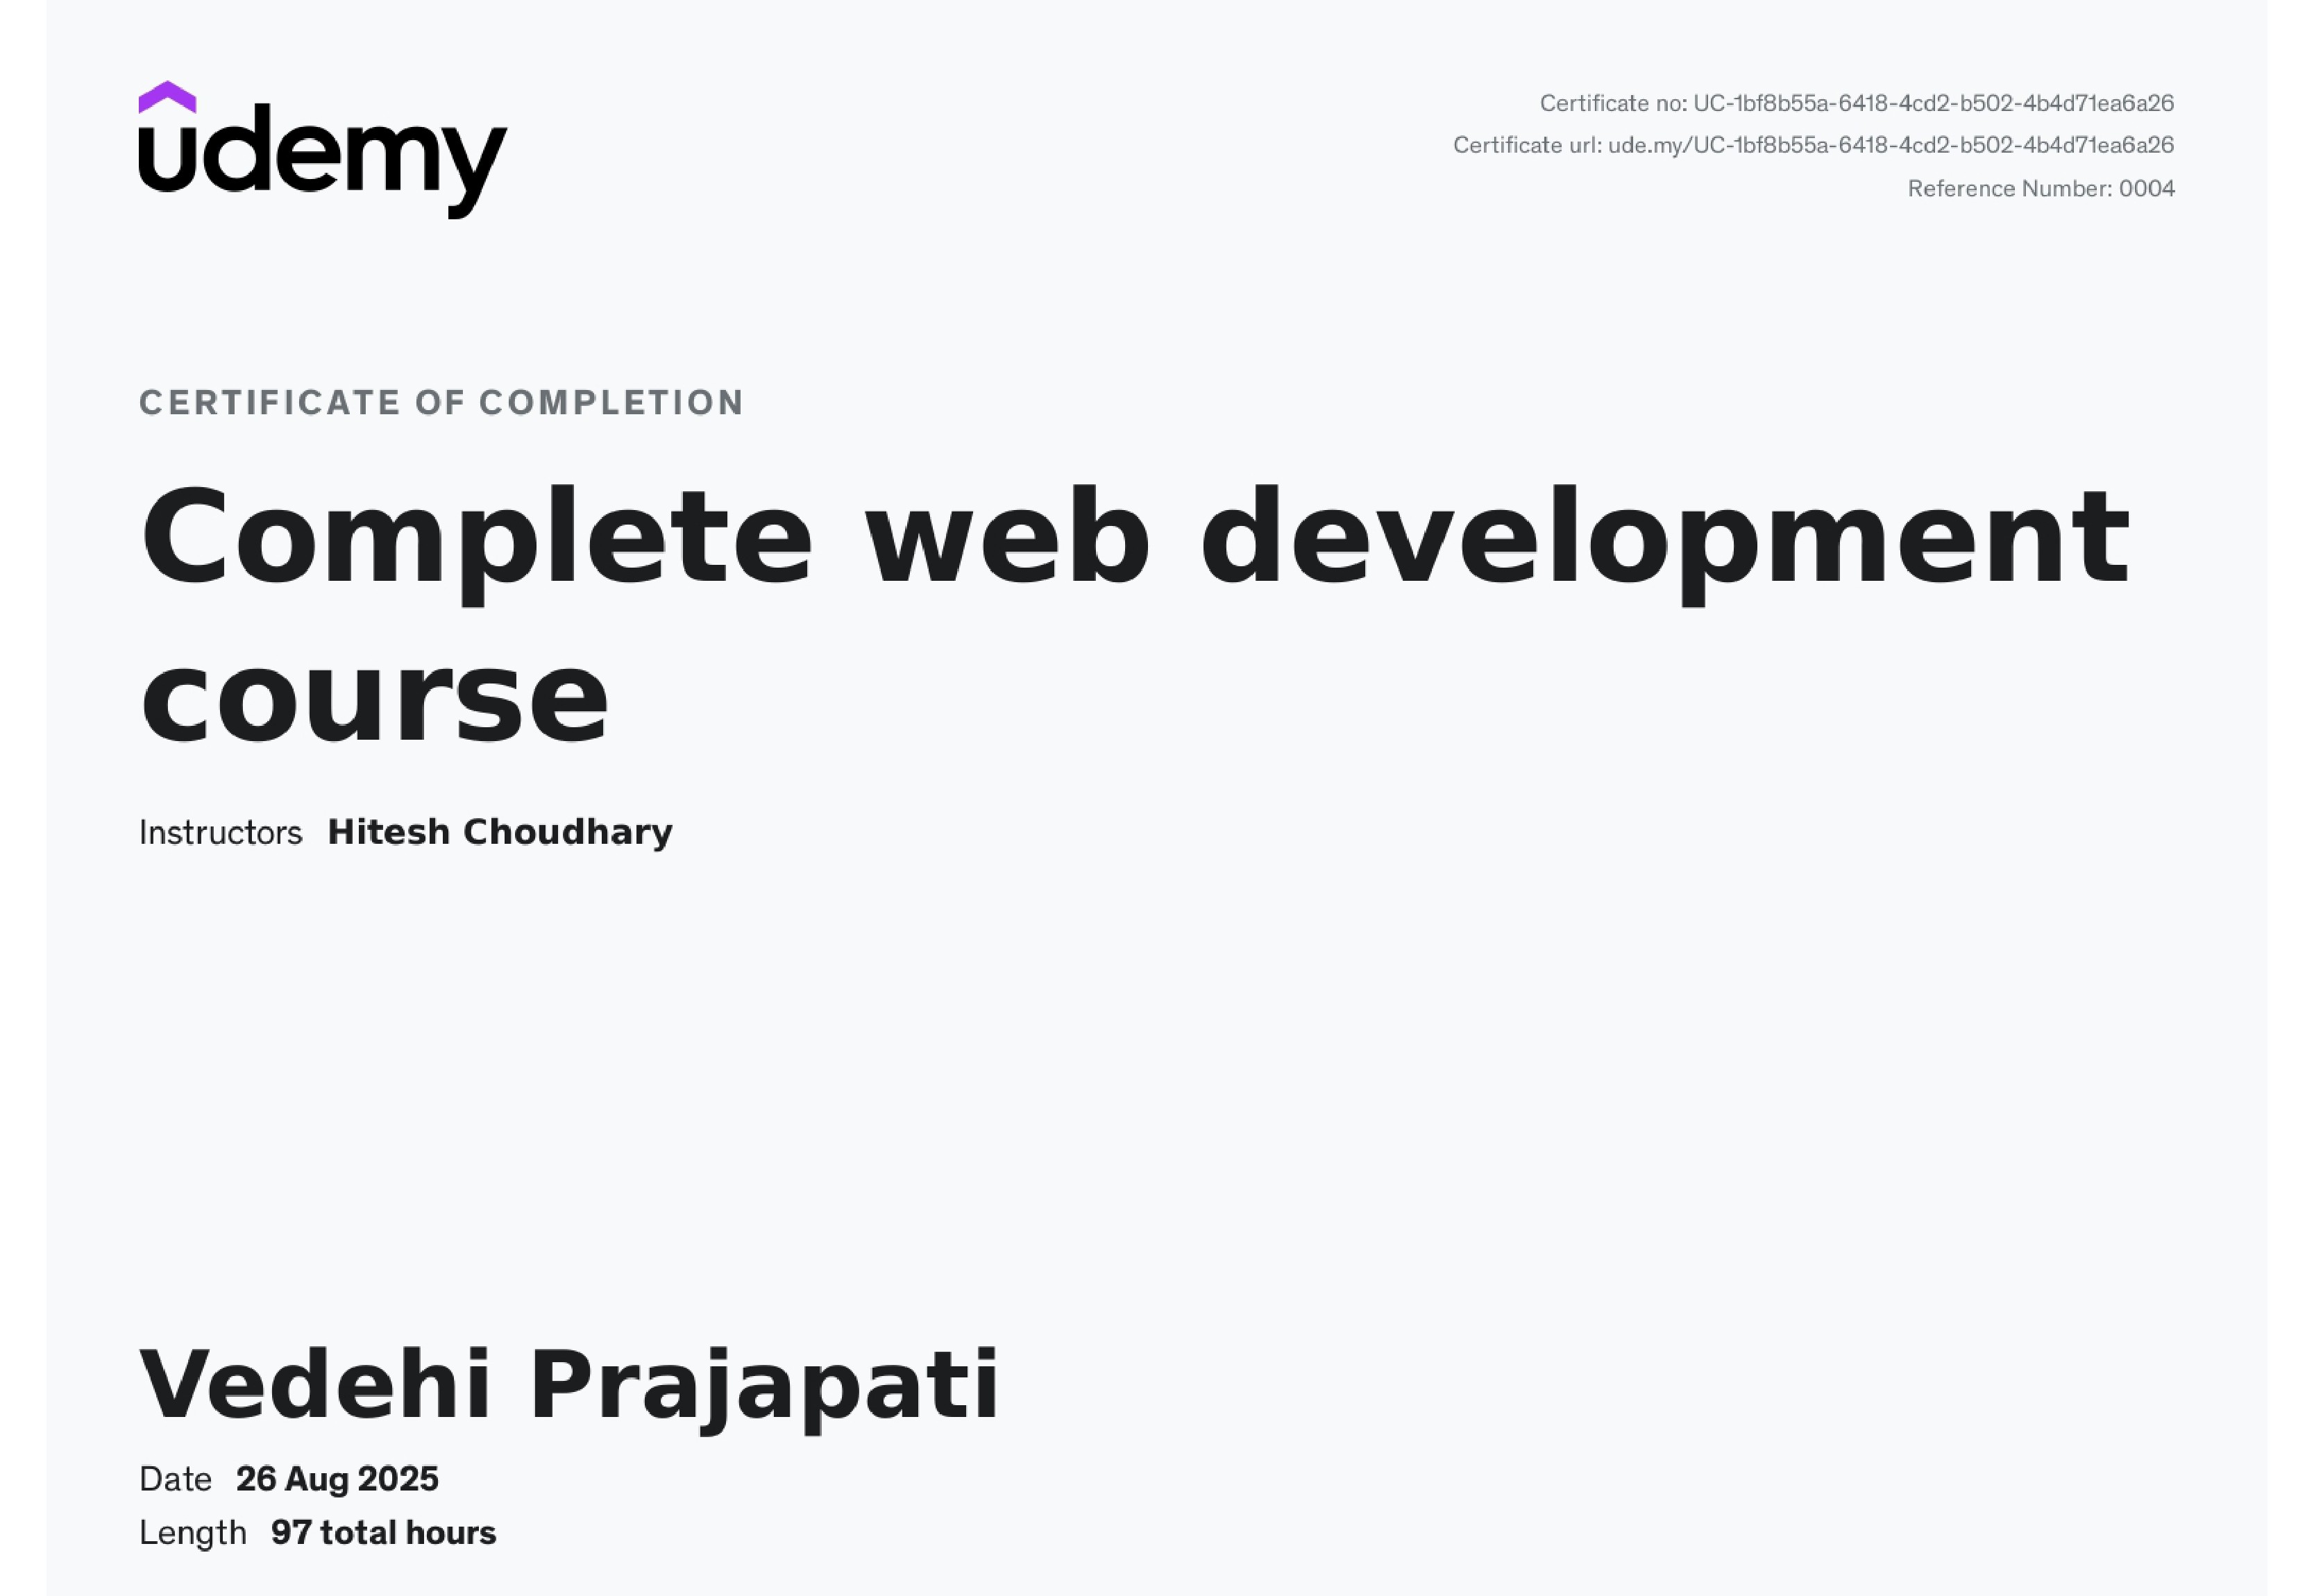 udemy
Certificate no: UC-1bf8b55a-6418-4cd2-b502-4b4d71ea6a26
Certificate url: ude.my/UC-1bf8b55a-6418-4cd2-b502-4b4d71ea6a26
Reference Number: 0004
CERTIFICATE OF COMPLETION
Complete web development
course
Instructors Hitesh Choudhary
Vedehi Prajapati
Date 26 Aug 2025
Length 97 total hours